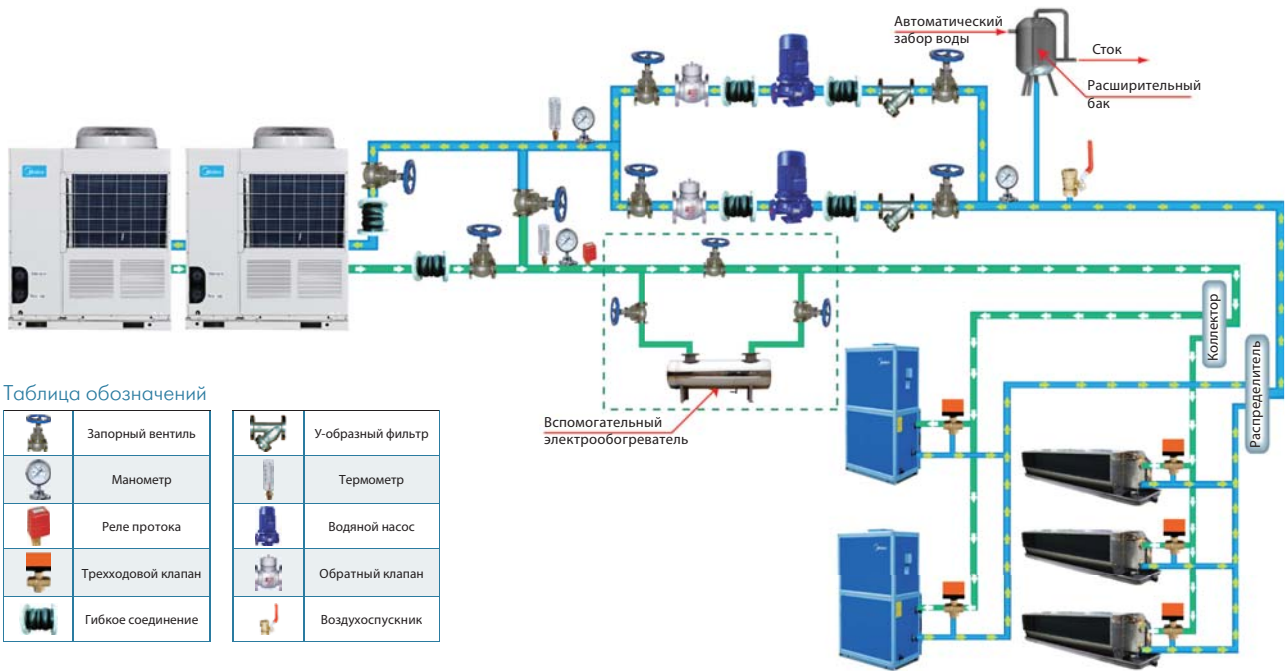 Автоматический
забор воды
Сток
Расширительный
бак
Коллектор
Распределитель
Вспомогательный
электрообогреватель
Таблица обозначений
Запорный вентиль
У-образный фильтр
Манометр
Термометр
Реле протока
Водяной насос
Трехходовой клапан
Обратный клапан
Гибкое соединение
Воздухоспускник